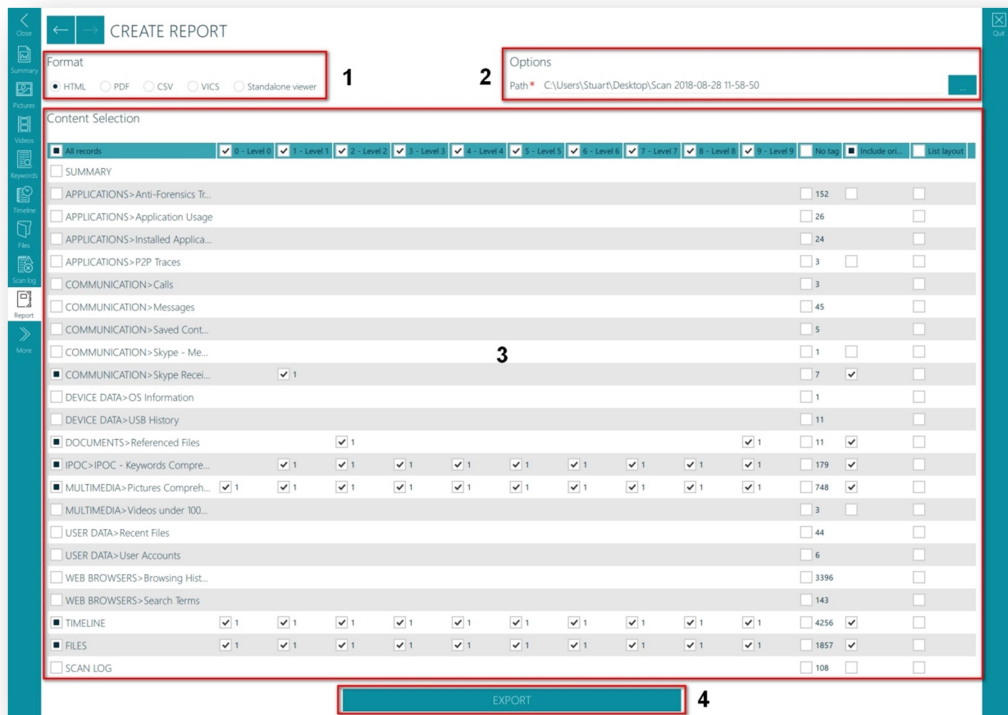 Close
Summary
Pictures
Videos
Keywords
Timeline
Files
Scan log
Report
More
CREATE REPORT
Quit
Format
HTML PDF CSV VICS Standalone viewer
1
2
Options
Path * C:\Users\Stuart\Desktop\Scan 2018-08-28 11-58-50 ...
Content Selection
All records 0 - Level 0 1 - Level 1 2 - Level 2 3 - Level 3 4 - Level 4 5 - Level 5 6 - Level 6 7 - Level 7 8 - Level 8 9 - Level 9 No tag Include ori... List layout
SUMMARY
APPLICATIONS>Anti-Forensics Tr... 152
APPLICATIONS>Application Usage 26
APPLICATIONS>Installed Applica... 24
APPLICATIONS>P2P Traces 3
COMMUNICATION>Calls 3
COMMUNICATION>Messages 45
COMMUNICATION>Saved Cont... 5
COMMUNICATION>Skype - Me... 1
3
COMMUNICATION>Skype Recei... 1 7
DEVICE DATA>OS Information 1
DEVICE DATA>USB History 11
DOCUMENTS>Referenced Files 1 1 11
IPOC>IPOC - Keywords Compre... 1 1 1 1 1 1 1 1 1 179
MULTIMEDIA>Pictures Compreh... 1 1 1 1 1 1 1 1 1 1 748
MULTIMEDIA>Videos under 100... 3
USER DATA>Recent Files 44
USER DATA>User Accounts 6
WEB BROWSERS>Browsing Hist... 3396
WEB BROWSERS>Search Terms 143
TIMELINE 1 1 1 1 1 1 1 1 1 1 4256
FILES 1 1 1 1 1 1 1 1 1 1 1857
SCAN LOG 108
EXPORT
4